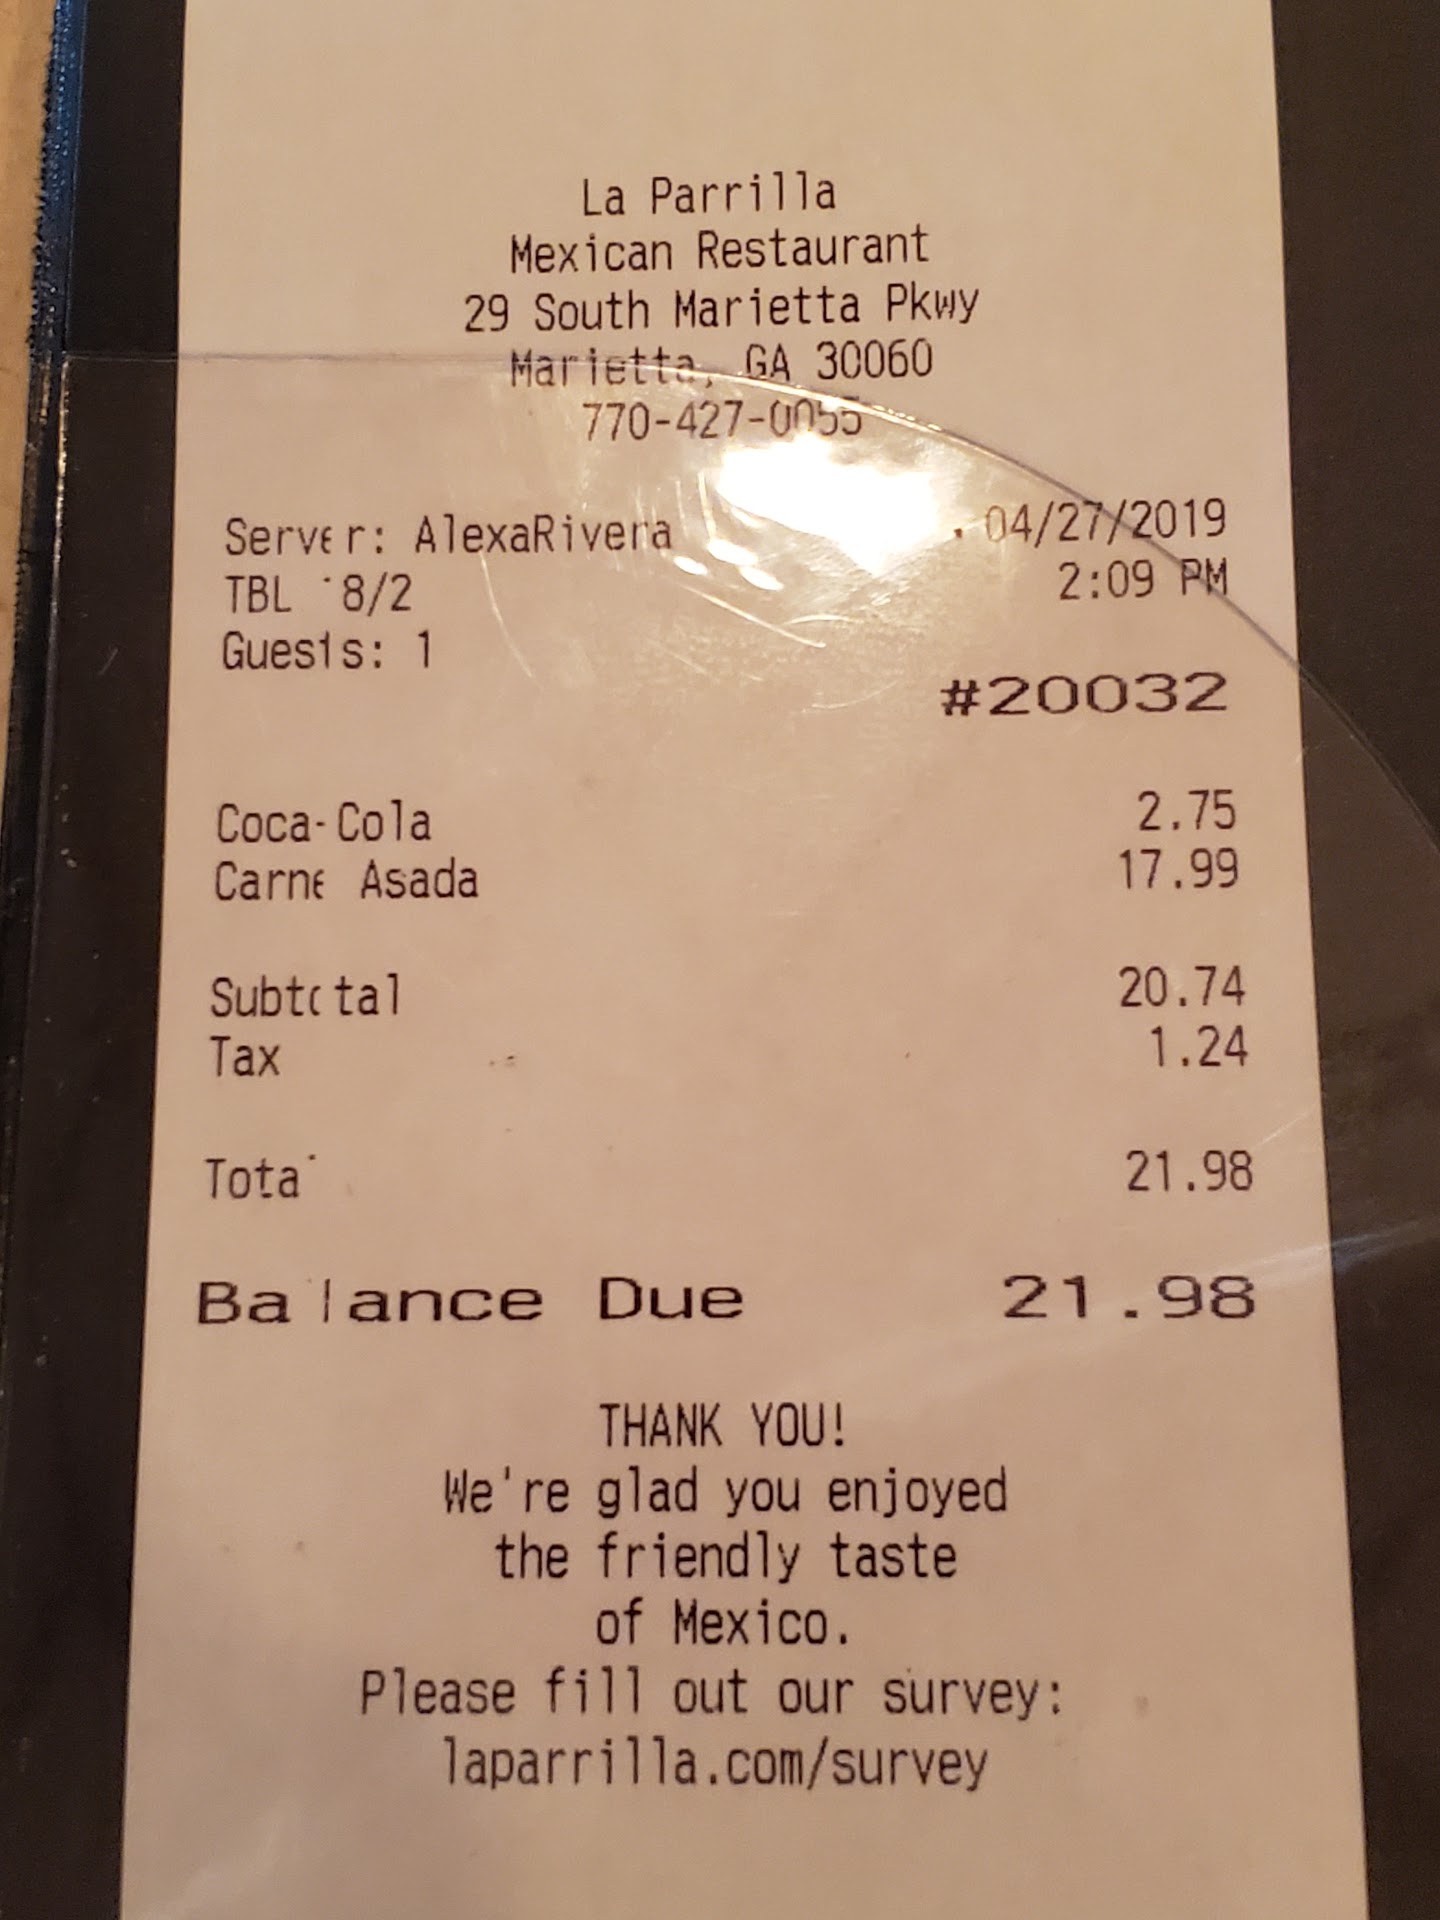 La Parrilla
Mexican Restaurant
29 South Marietta Pkwy
Marietta, GA 30060
770-427-0055
Server: AlexaRivera 04/27/2019
TBL 8/2 2:09 PM
Guests: 1
#20032
Coca-Cola 2.75
Carne Asada 17.99
Subtotal 20.74
Tax 1.24
Total 21.98
Balance Due 21.98
THANK YOU!
We're glad you enjoyed
the friendly taste
of Mexico.
Please fill out our survey:
laparrilla.com/survey